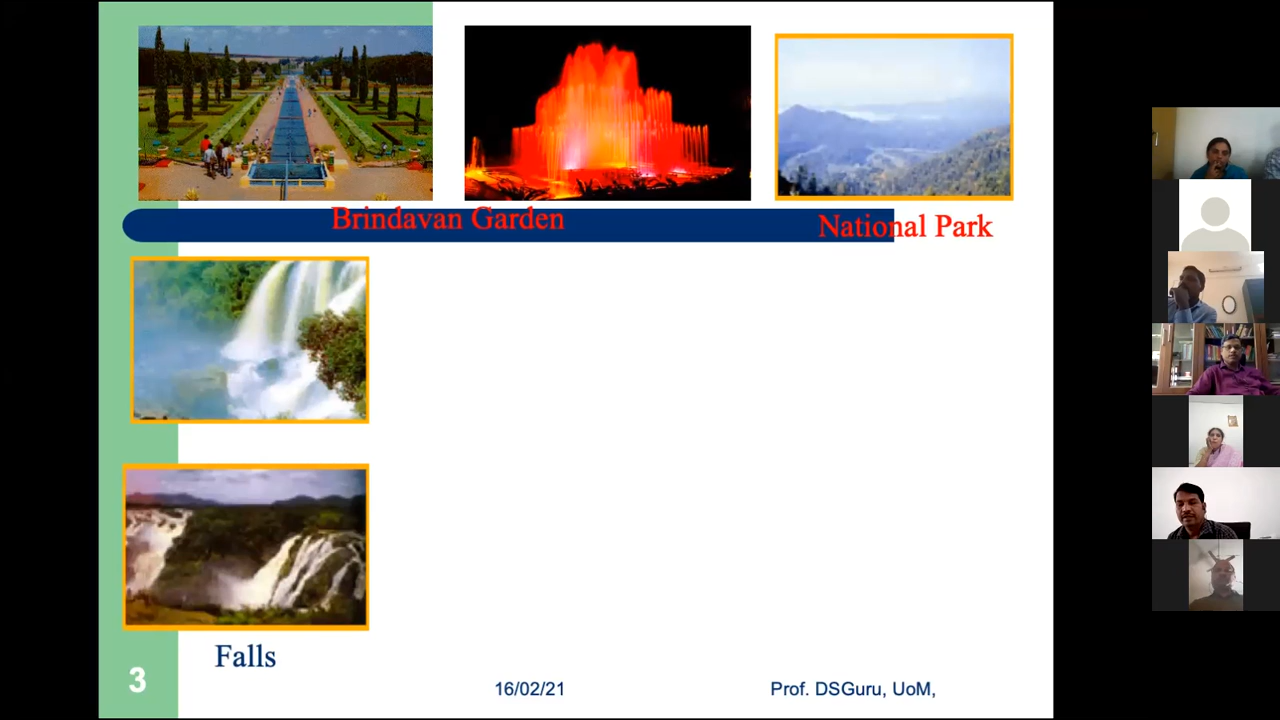 Brindavan Garden
National Park
Falls
3
16/02/21
Prof. DSGuru, UoM,